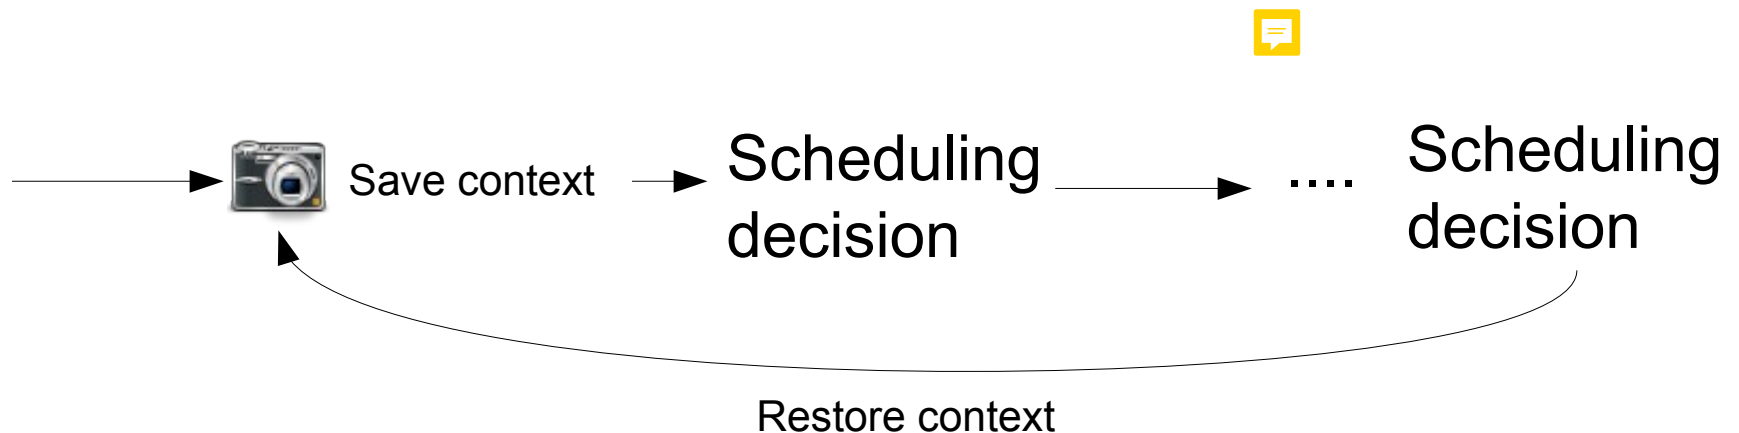 Save context
Scheduling
decision
....
Scheduling
decision
Restore context